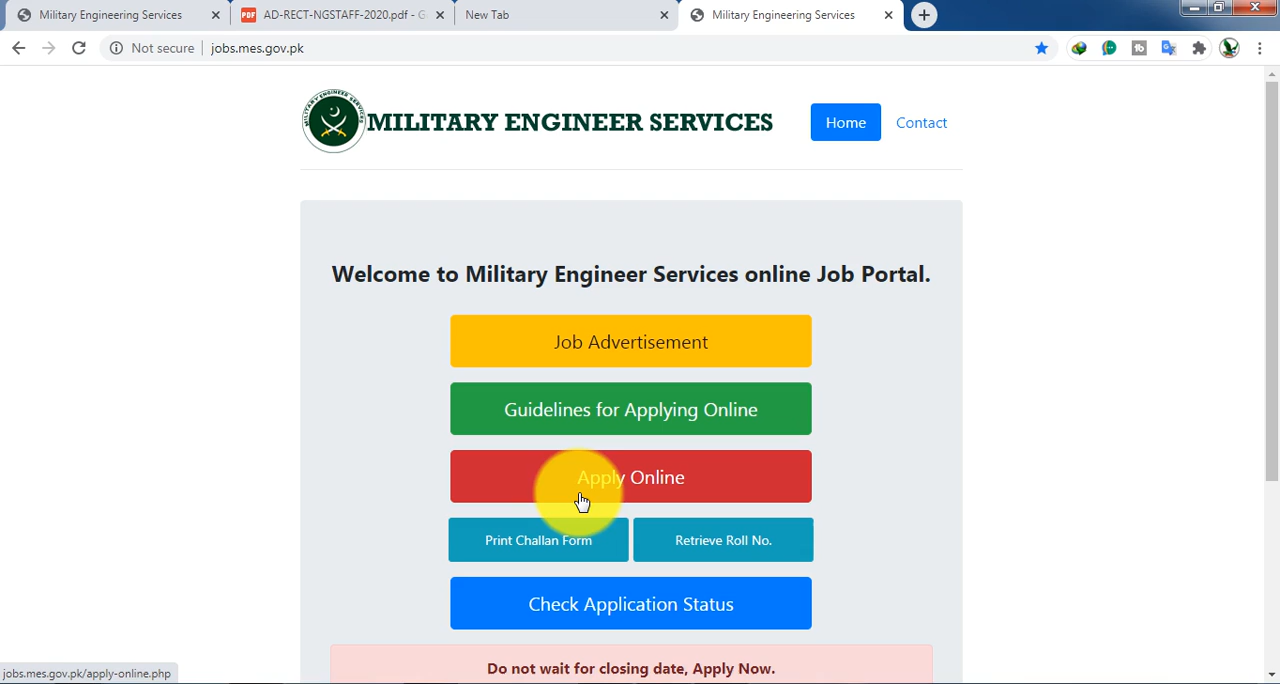 Military Engineering Services
PDF AD-RECT-NGSTAFF-2020.pdf - G
New Tab
Military Engineering Services
Not secure
jobs.mes.gov.pk
MILITARY ENGINEER SERVICES
Home
Contact
Welcome to Military Engineer Services online Job Portal.
Job Advertisement
Guidelines for Applying Online
Apply Online
Print Challan Form
Retrieve Roll No.
Check Application Status
Do not wait for closing date, Apply Now.
jobs.mes.gov.pk/apply-online.php